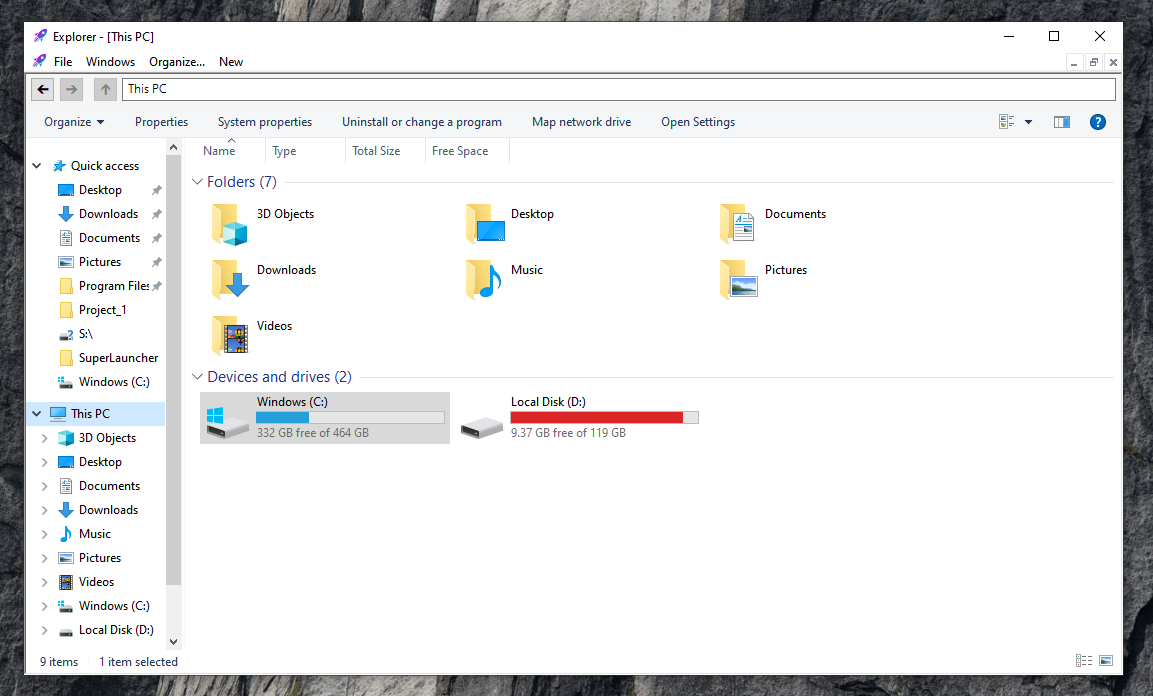 Explorer - [This PC]
File Windows Organize... New
This PC
Organize Properties System properties Uninstall or change a program Map network drive Open Settings ?
Name Type Total Size Free Space
Quick access
Desktop
Downloads
Documents
Pictures
Program Files
Project_1
S:\
SuperLauncher
Windows (C:)
This PC
3D Objects
Desktop
Documents
Downloads
Music
Pictures
Videos
Windows (C:)
Local Disk (D:)
Folders (7)
3D Objects Desktop Documents
Downloads Music Pictures
Videos
Devices and drives (2)
Windows (C:)
332 GB free of 464 GB
Local Disk (D:)
9.37 GB free of 119 GB
9 items 1 item selected